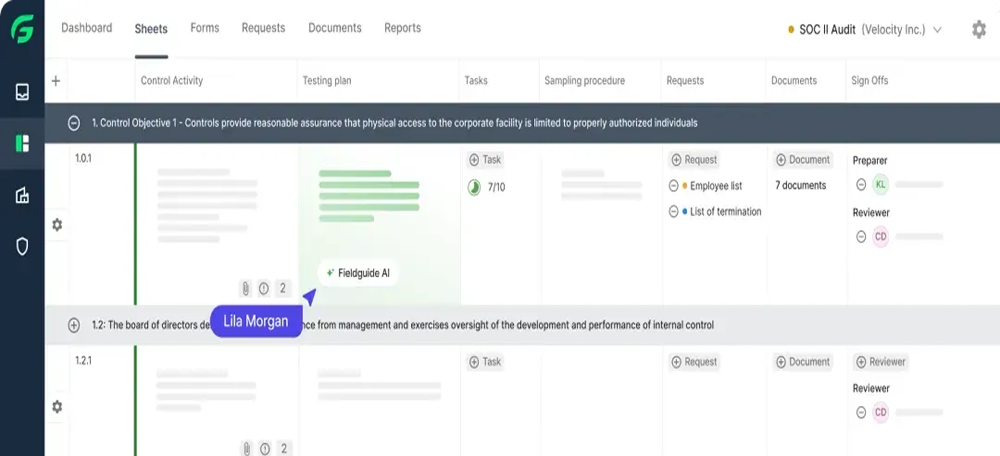 Dashboard Sheets Forms Requests Documents Reports SOC II Audit (Velocity Inc.)
Control Activity Testing plan Tasks Sampling procedure Requests Documents Sign Offs
1. Control Objective 1 - Controls provide reasonable assurance that physical access to the corporate facility is limited to properly authorized individuals
1.0.1 Task Request Document Preparer
7/10 Employee list 7 documents KL
List of termination Reviewer
CD
Fieldguide AI
2
Lila Morgan
1.2: The board of directors from management and exercises oversight of the development and performance of internal control
1.2.1 Task Request Document Reviewer
Reviewer
CD
2